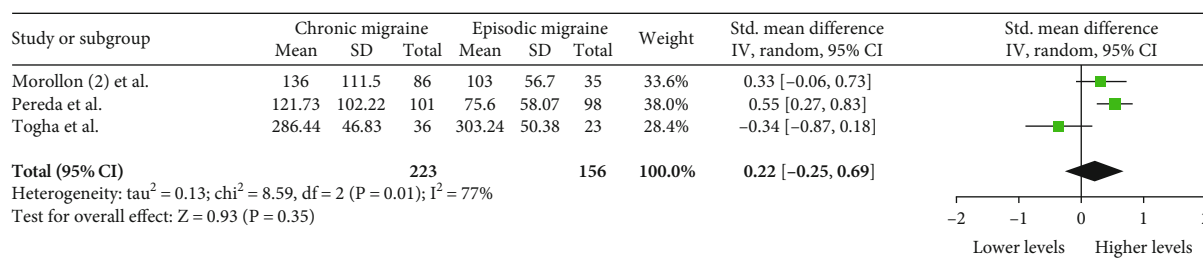 Study or subgroup Chronic migraine Episodic migraine Weight Std. mean difference Std. mean difference
Mean SD Total Mean SD Total IV, random, 95% CI IV, random, 95% CI
Morollon (2) et al. 136 111.5 86 103 56.7 35 33.6% 0.33 [−0.06, 0.73]
Pereda et al. 121.73 102.22 101 75.6 58.07 98 38.0% 0.55 [0.27, 0.83]
Togha et al. 286.44 46.83 36 303.24 50.38 23 28.4% −0.34 [−0.87, 0.18]
Total (95% CI) 223 156 100.0% 0.22 [−0.25, 0.69]
Heterogeneity: tau² = 0.13; chi² = 8.59, df = 2 (P = 0.01); I² = 77%
Test for overall effect: Z = 0.93 (P = 0.35)
−2 −1 0 1 2
Lower levels Higher levels